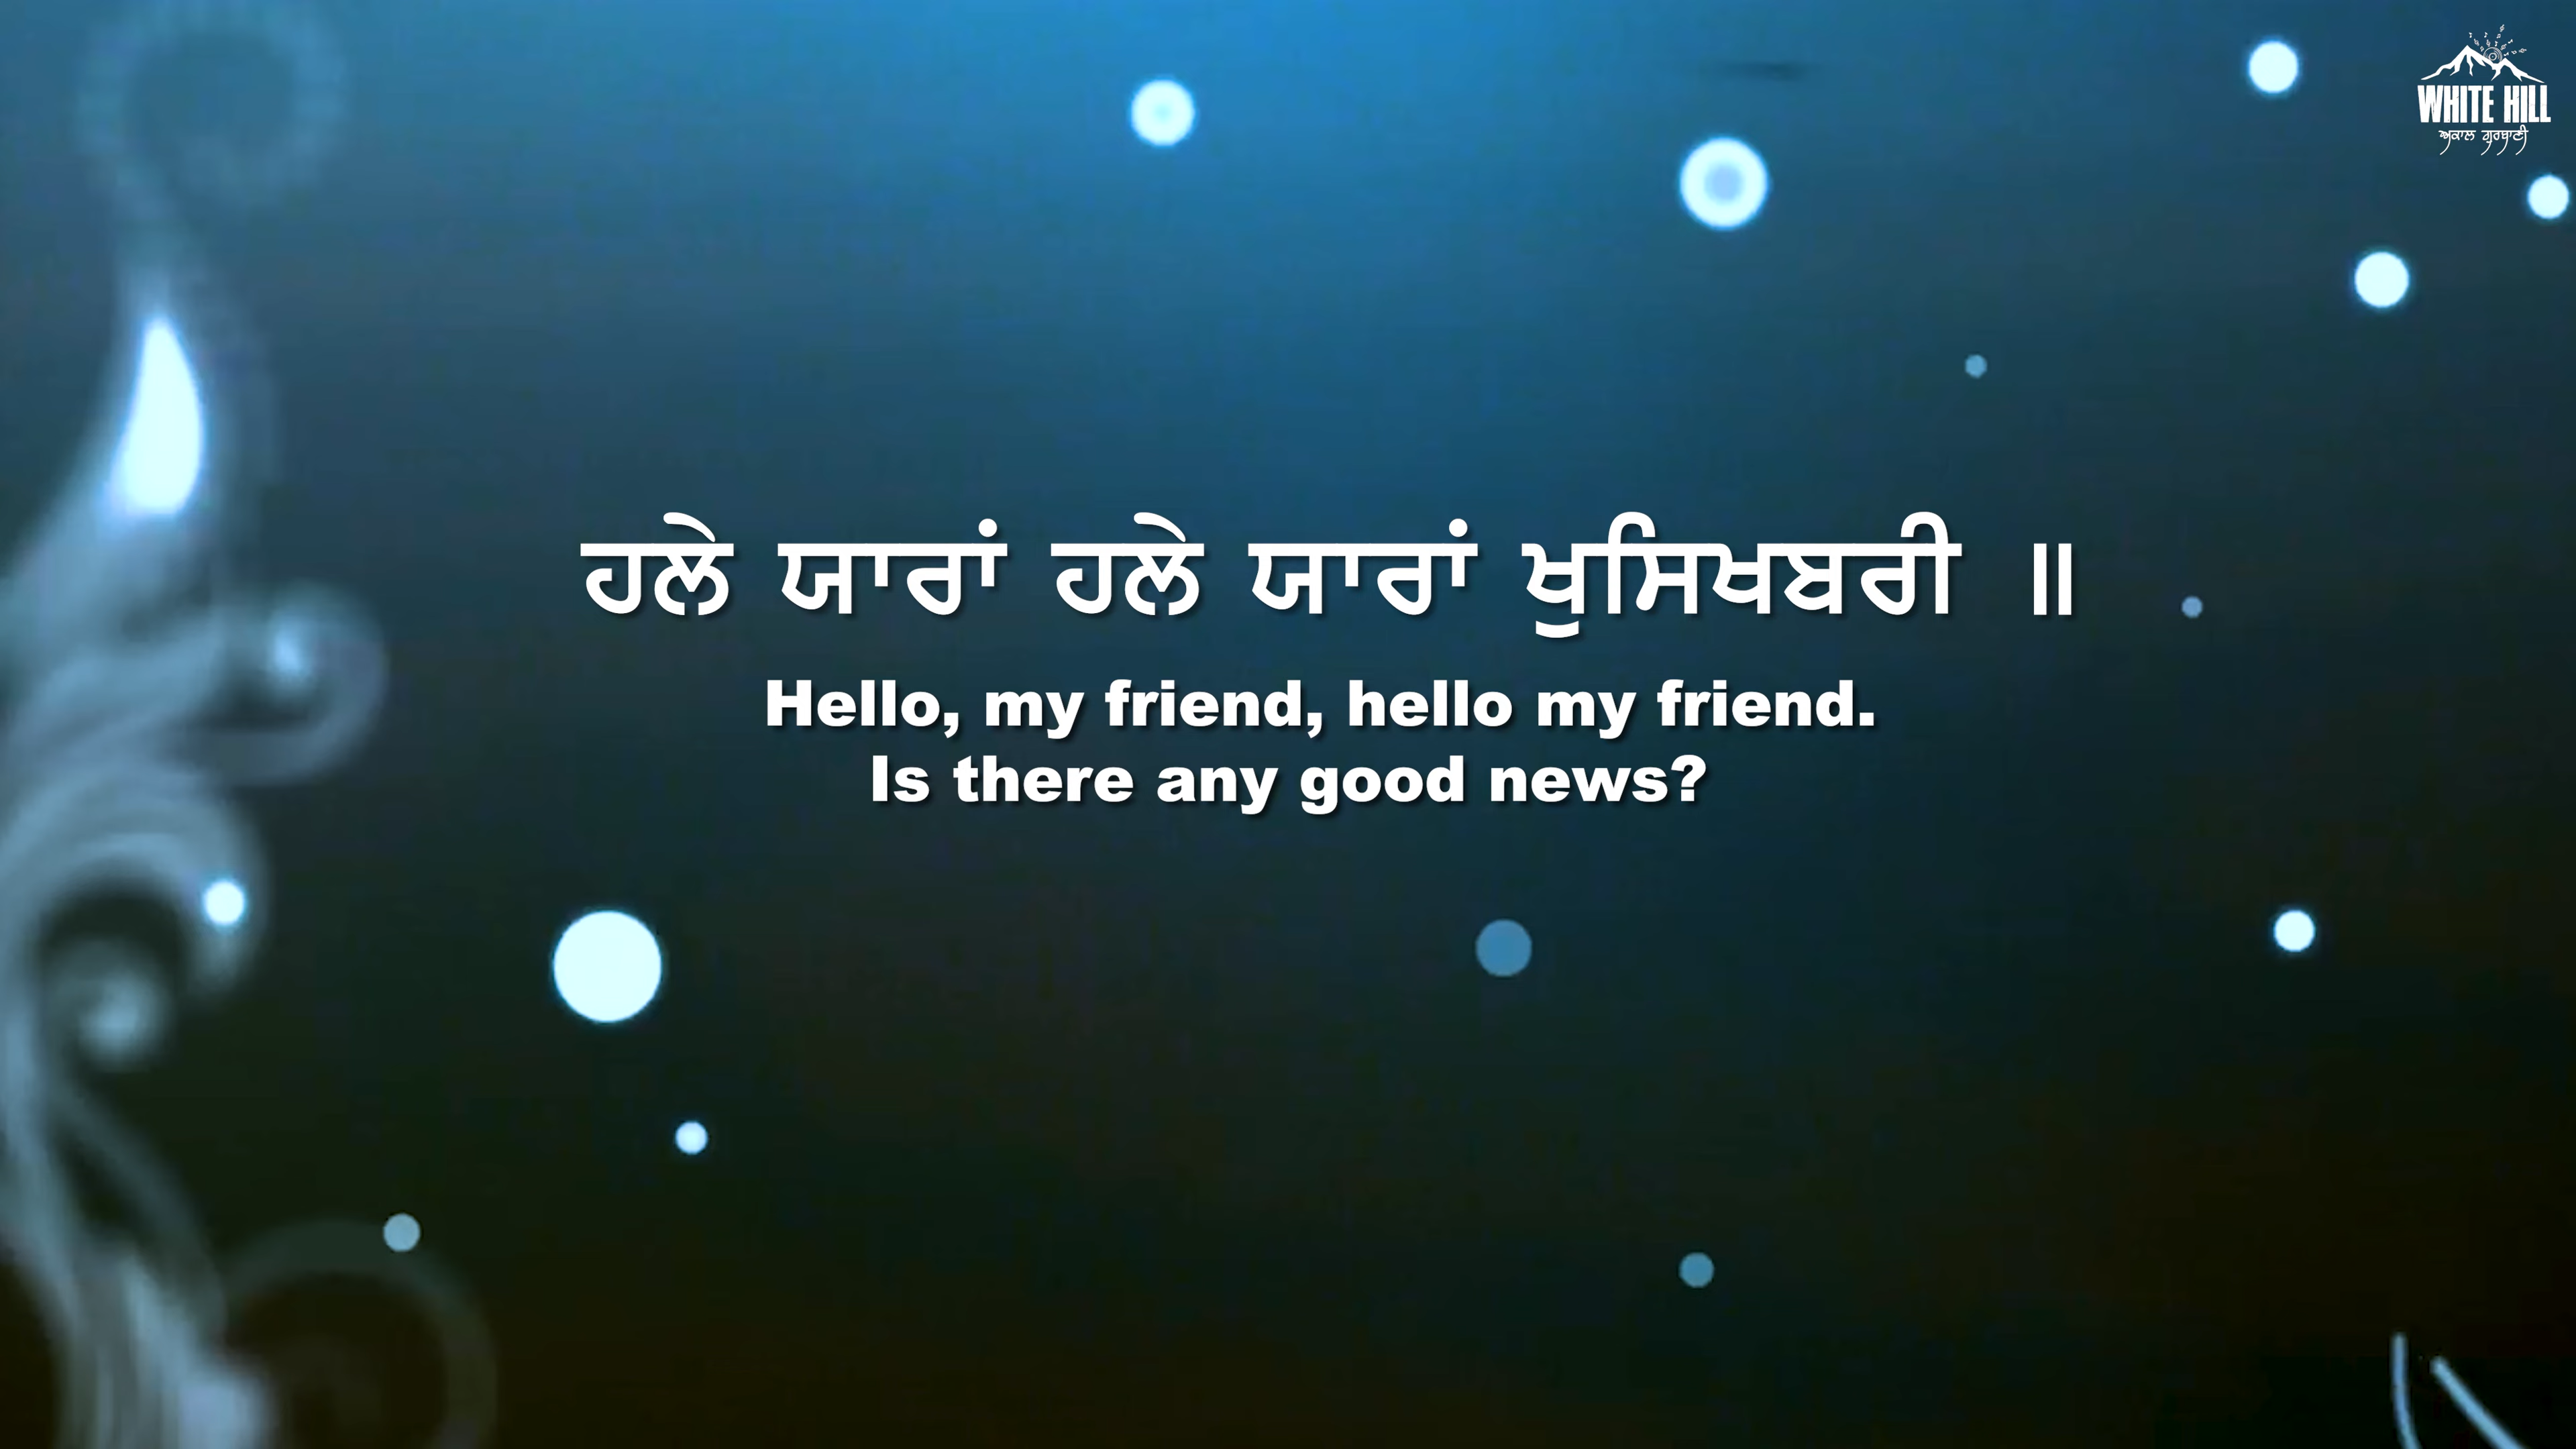 WHITE HILL
ਅਕਾਲ ਗੁਰਬਾਣੀ
ਹਲੇ ਯਾਰਾਂ ਹਲੇ ਯਾਰਾਂ ਖੁਸਿਖਬਰੀ ॥
Hello, my friend, hello my friend.
Is there any good news?